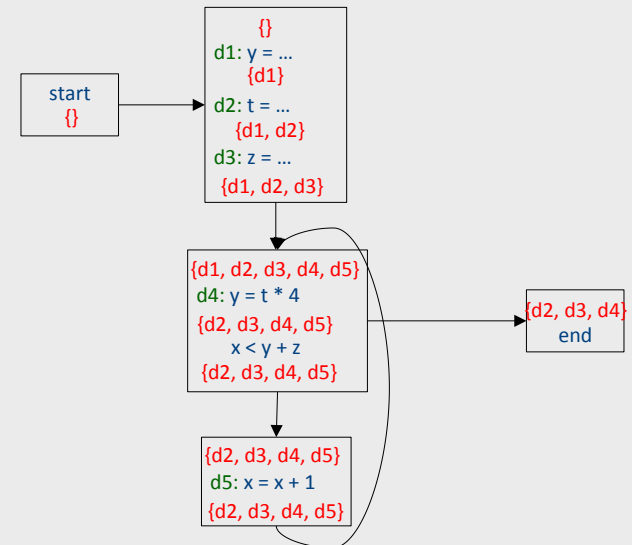 start
{}
{}
d1: y = ...
{d1}
d2: t = ...
{d1, d2}
d3: z = ...
{d1, d2, d3}
{d1, d2, d3, d4, d5}
d4: y = t * 4
{d2, d3, d4, d5}
x < y + z
{d2, d3, d4, d5}
{d2, d3, d4}
end
{d2, d3, d4, d5}
d5: x = x + 1
{d2, d3, d4, d5}